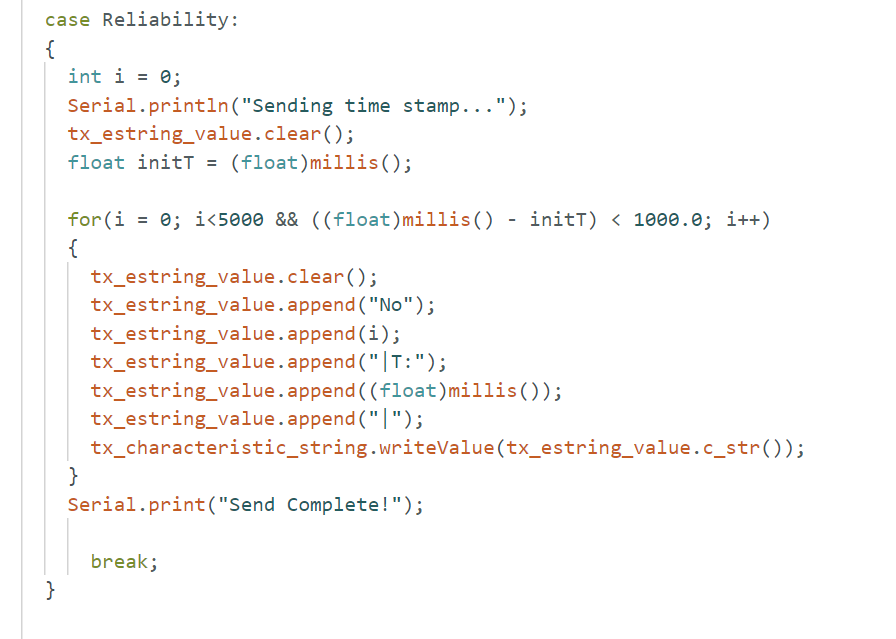 case Reliability:
{
int i = 0;
Serial.println("Sending time stamp...");
tx_estring_value.clear();
float initT = (float)millis();
for(i = 0; i<5000 && ((float)millis() - initT) < 1000.0; i++)
{
tx_estring_value.clear();
tx_estring_value.append("No");
tx_estring_value.append(i);
tx_estring_value.append("|T:");
tx_estring_value.append((float)millis());
tx_estring_value.append("|");
tx_characteristic_string.writeValue(tx_estring_value.c_str());
}
Serial.print("Send Complete!");
break;
}